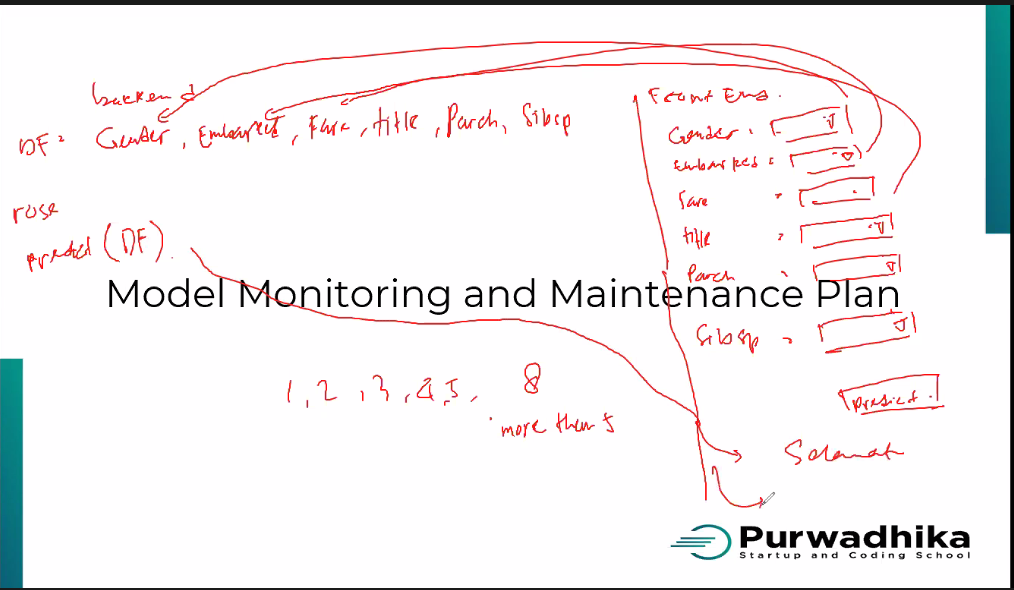 backend
DF = Gender, Embarked, Fare, title, Parch, Sibsp
predict (DF).
Model Monitoring and Maintenance Plan
1, 2, 3, 4, 5, 8
more than 5
Front End.
Gender =
Embarked =
Fare =
title =
Parch =
Sibsp =
predict.
Selamat
Purwadhika
Startup and Coding School